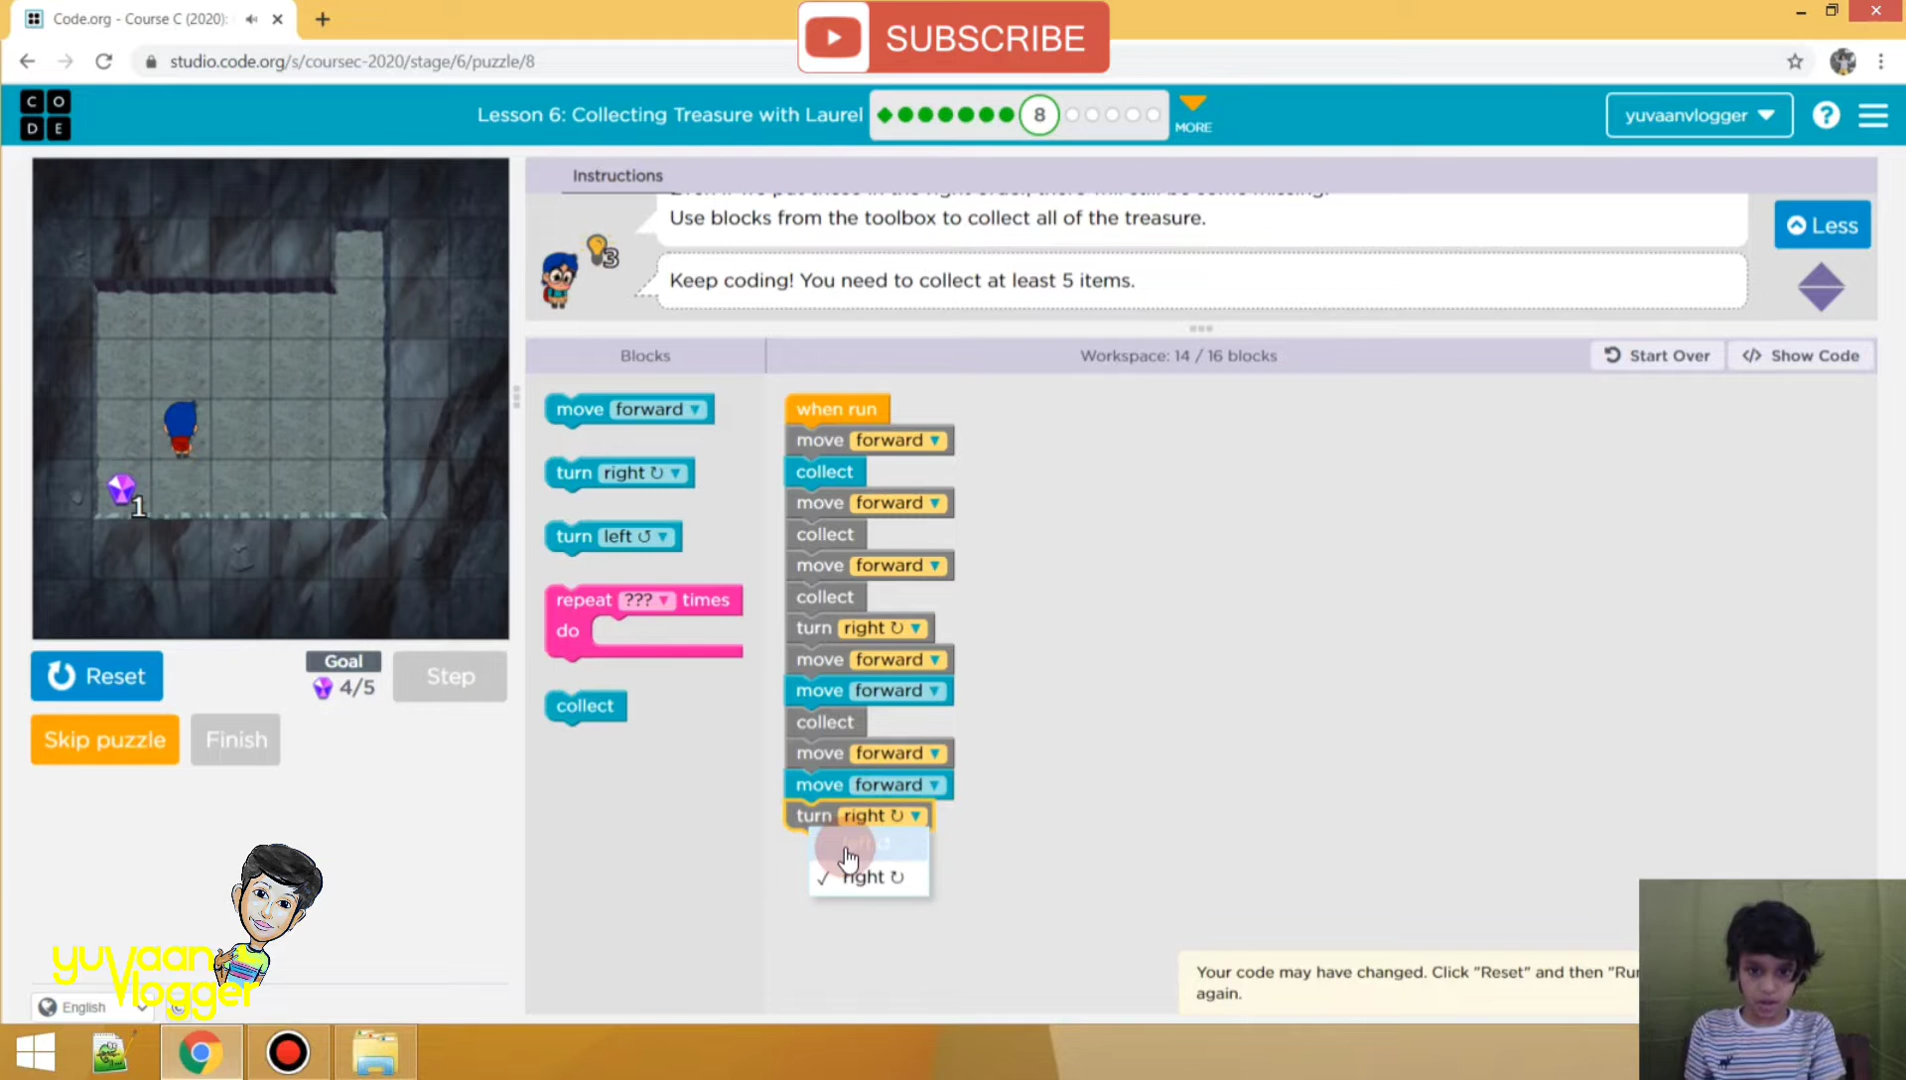 Code.org - Course C (2020):
SUBSCRIBE
studio.code.org/s/coursec-2020/stage/6/puzzle/8
C O
D E
Lesson 6: Collecting Treasure with Laurel
8
MORE
yuvaanvlogger
?
Instructions
Use blocks from the toolbox to collect all of the treasure.
3
Keep coding! You need to collect at least 5 items.
Less
Blocks
Workspace: 14 / 16 blocks
Start Over
Show Code
move forward
turn right
turn left
repeat ??? times
do
collect
when run
move forward
collect
move forward
collect
move forward
collect
turn right
move forward
move forward
collect
move forward
move forward
turn right
left
right
1
Reset
Goal
4/5
Step
Skip puzzle
Finish
Your code may have changed. Click "Reset" and then "Ru
again.
yuvaan
Vlogger
English